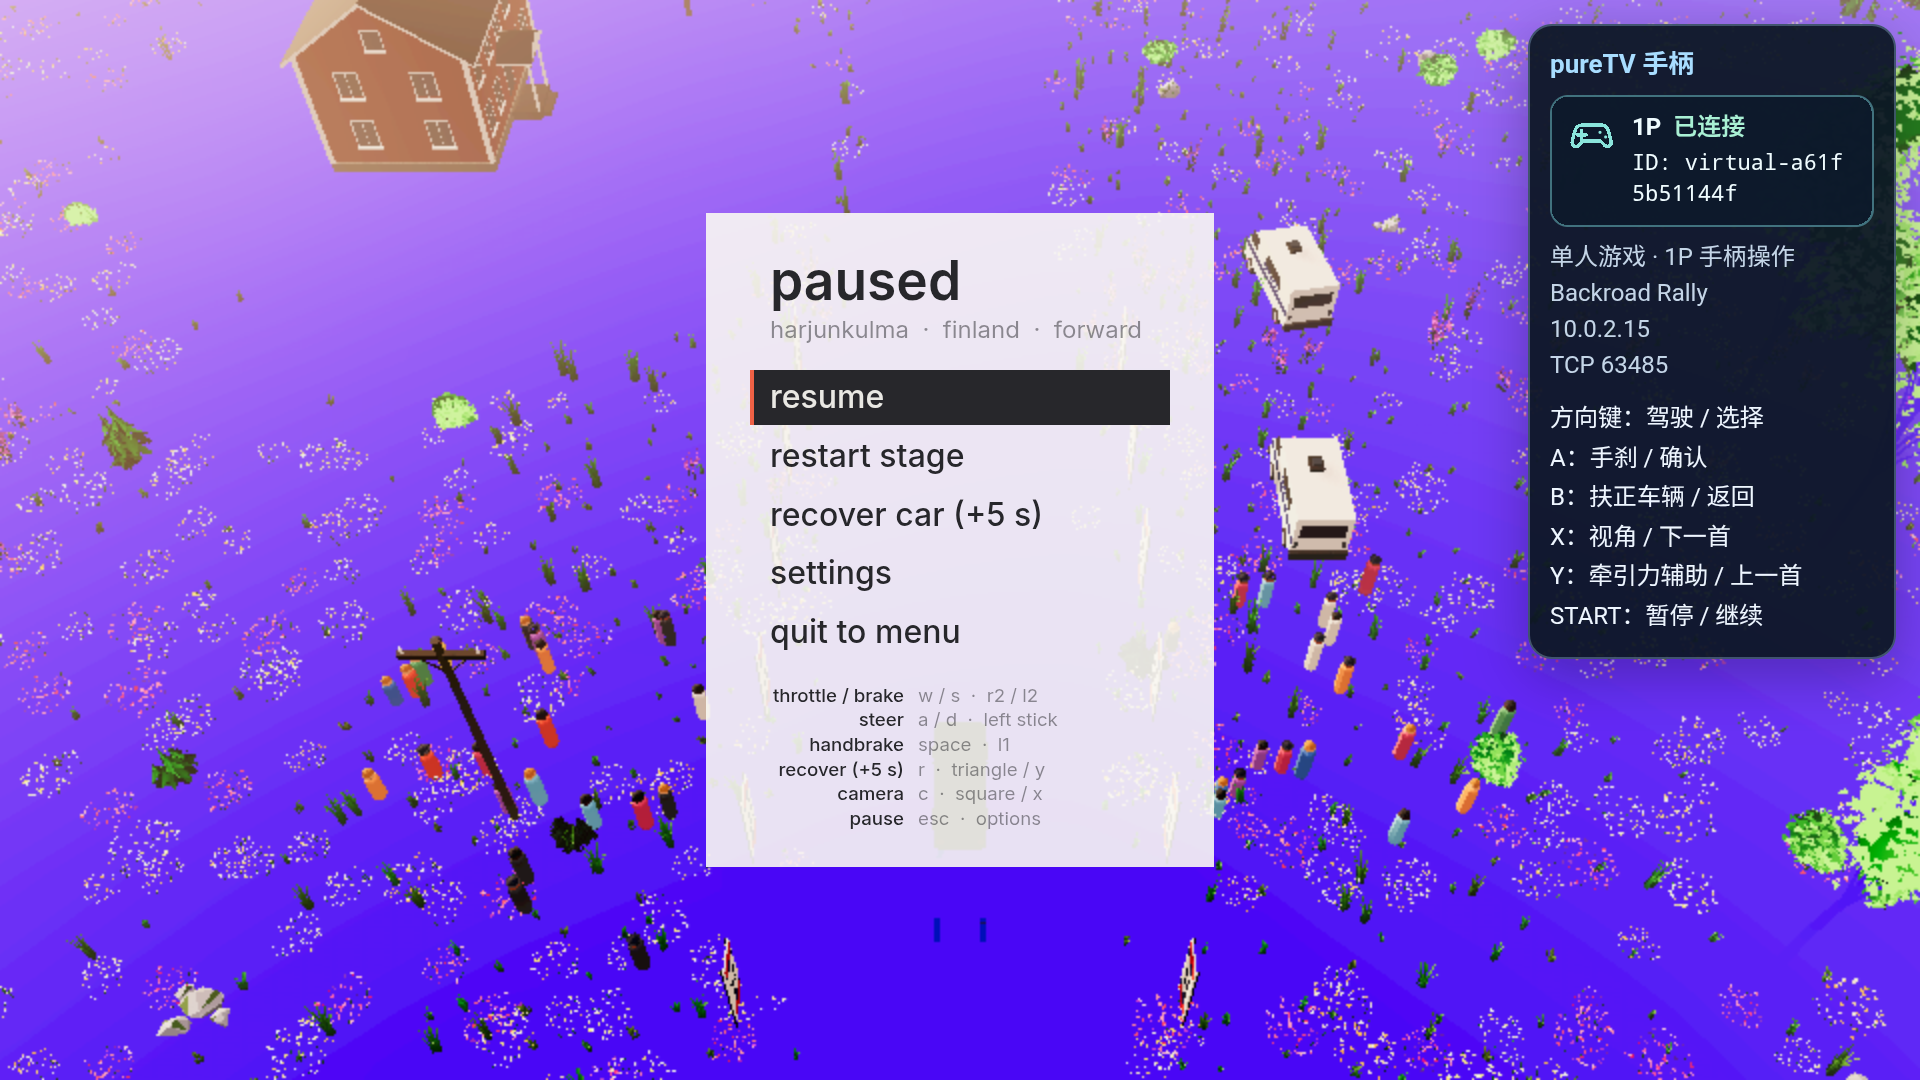 paused
harjunkulma · finland · forward
resume
restart stage
recover car (+5 s)
settings
quit to menu
throttle / brake w / s · r2 / l2
steer a / d · left stick
handbrake space · l1
recover (+5 s) r · triangle / y
camera c · square / x
pause esc · options
pureTV 手柄
1P 已连接
ID: virtual-a61f
5b51144f
单人游戏 · 1P 手柄操作
Backroad Rally
10.0.2.15
TCP 63485
方向键：驾驶 / 选择
A：手刹 / 确认
B：扶正车辆 / 返回
X：视角 / 下一首
Y：牵引力辅助 / 上一首
START：暂停 / 继续